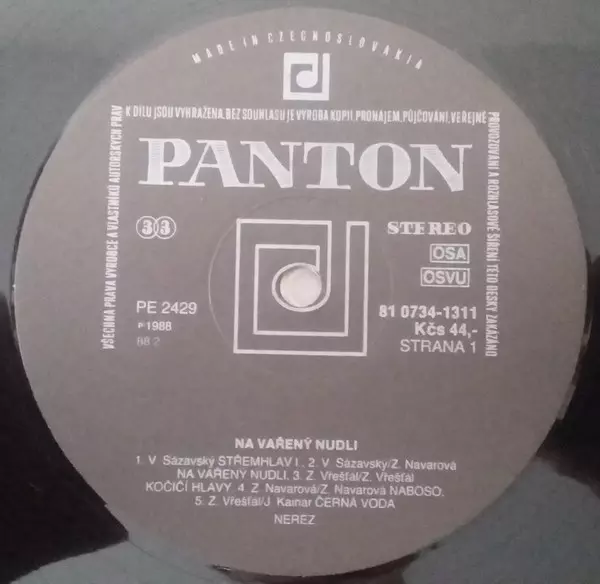 MADE IN CZECHOSLOVAKIA
VŠECHNA PRÁVA VÝROBCE A VLASTNÍKŮ AUTORSKÝCH PRÁV
K DÍLU JSOU VYHRAŽENA. BEZ SOUHLASU JE VÝROBA KOPIÍ, PRONÁJEM, PŮJČOVÁNÍ, VEŘEJNÉ
PROVOZOVÁNÍ A ROZHLASOVÉ ŠÍŘENÍ TÉTO DESKY ZAKÁZÁNO
PANTON
33
STEREO
OSA
OSVU
PE 2429
℗ 1988
88 2
81 0734-1311
Kčs 44,-
STRANA 1
NA VAŘENÝ NUDLI
1. V Sázavský STŘEMHLAV I. 2. V Sázavský/Z. Navarová
NA VAŘENÝ NUDLI. 3. Z Vřešťál/Z. Vřešťál
KOČIČÍ HLAVY. 4. Z Navarová/Z. Navarová NABOSO.
5. Z. Vřešťál/J. Kainar ČERNÁ VODA
NEREZ